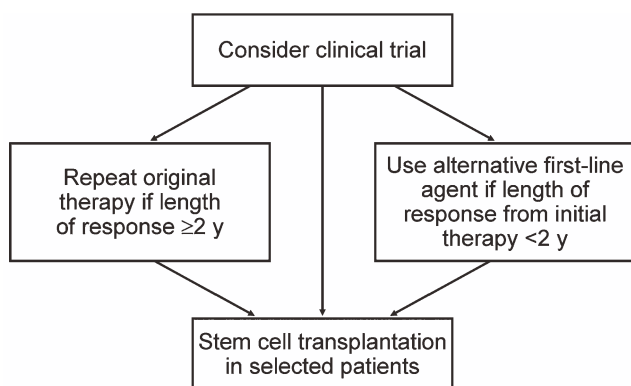 Consider clinical trial
Repeat original
therapy if length
of response ≥2 y
Use alternative first-line
agent if length of
response from initial
therapy <2 y
Stem cell transplantation
in selected patients